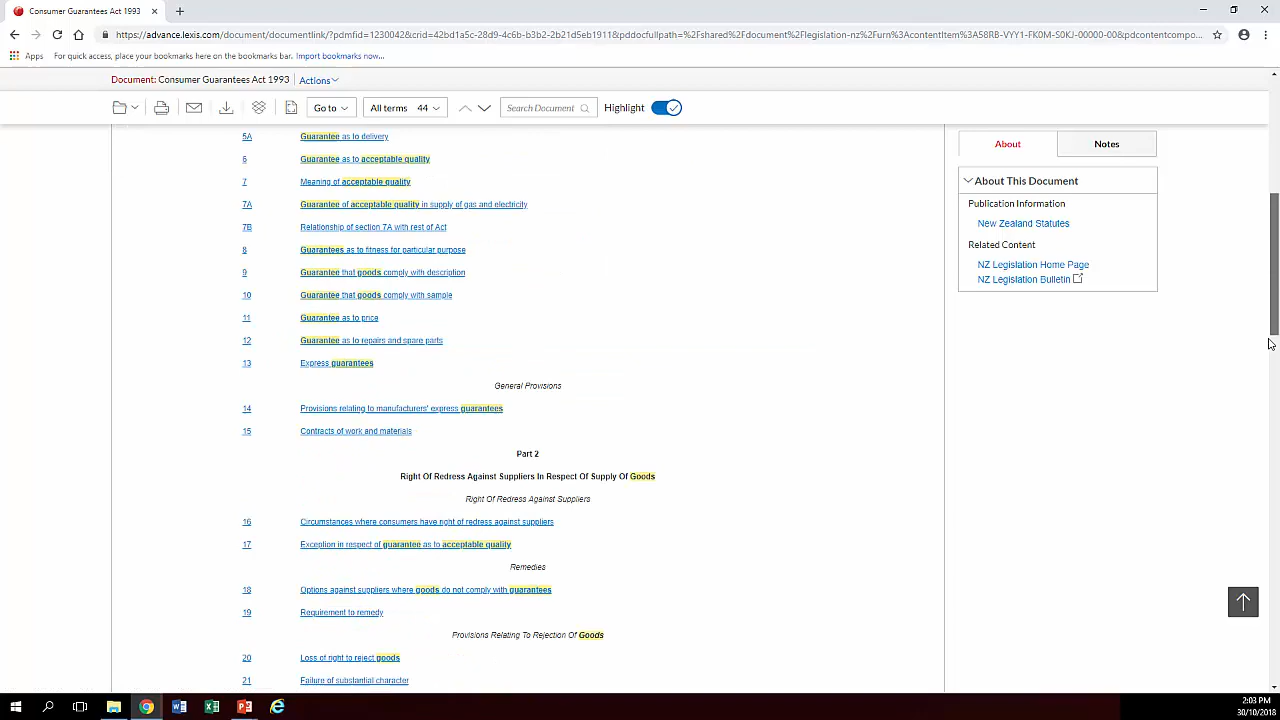 Consumer Guarantees Act 1993
https://advance.lexis.com/document/documentlink/?pdmfid=1230042&crid=42bd1a5c-28d9-4c6b-b3b2-2b21d5eb1911&pddocfullpath=%2Fshared%2Fdocument%2Flegislation-nz%2Furn%3AcontentItem%3A58RB-VYY1-FK0M-S0KJ-00000-00&pdcontentcompo...
Apps For quick access, place your bookmarks here on the bookmarks bar. Import bookmarks now...
Document: Consumer Guarantees Act 1993 Actions
Go to All terms 44 Search Document Highlight
5A Guarantee as to delivery
6 Guarantee as to acceptable quality
7 Meaning of acceptable quality
7A Guarantee of acceptable quality in supply of gas and electricity
7B Relationship of section 7A with rest of Act
8 Guarantees as to fitness for particular purpose
9 Guarantee that goods comply with description
10 Guarantee that goods comply with sample
11 Guarantee as to price
12 Guarantee as to repairs and spare parts
13 Express guarantees
General Provisions
14 Provisions relating to manufacturers' express guarantees
15 Contracts of work and materials
Part 2
Right Of Redress Against Suppliers In Respect Of Supply Of Goods
Right Of Redress Against Suppliers
16 Circumstances where consumers have right of redress against suppliers
17 Exception in respect of guarantee as to acceptable quality
Remedies
18 Options against suppliers where goods do not comply with guarantees
19 Requirement to remedy
Provisions Relating To Rejection Of Goods
20 Loss of right to reject goods
21 Failure of substantial character
About Notes
About This Document
Publication Information
New Zealand Statutes
Related Content
NZ Legislation Home Page
NZ Legislation Bulletin
2:03 PM
30/10/2018